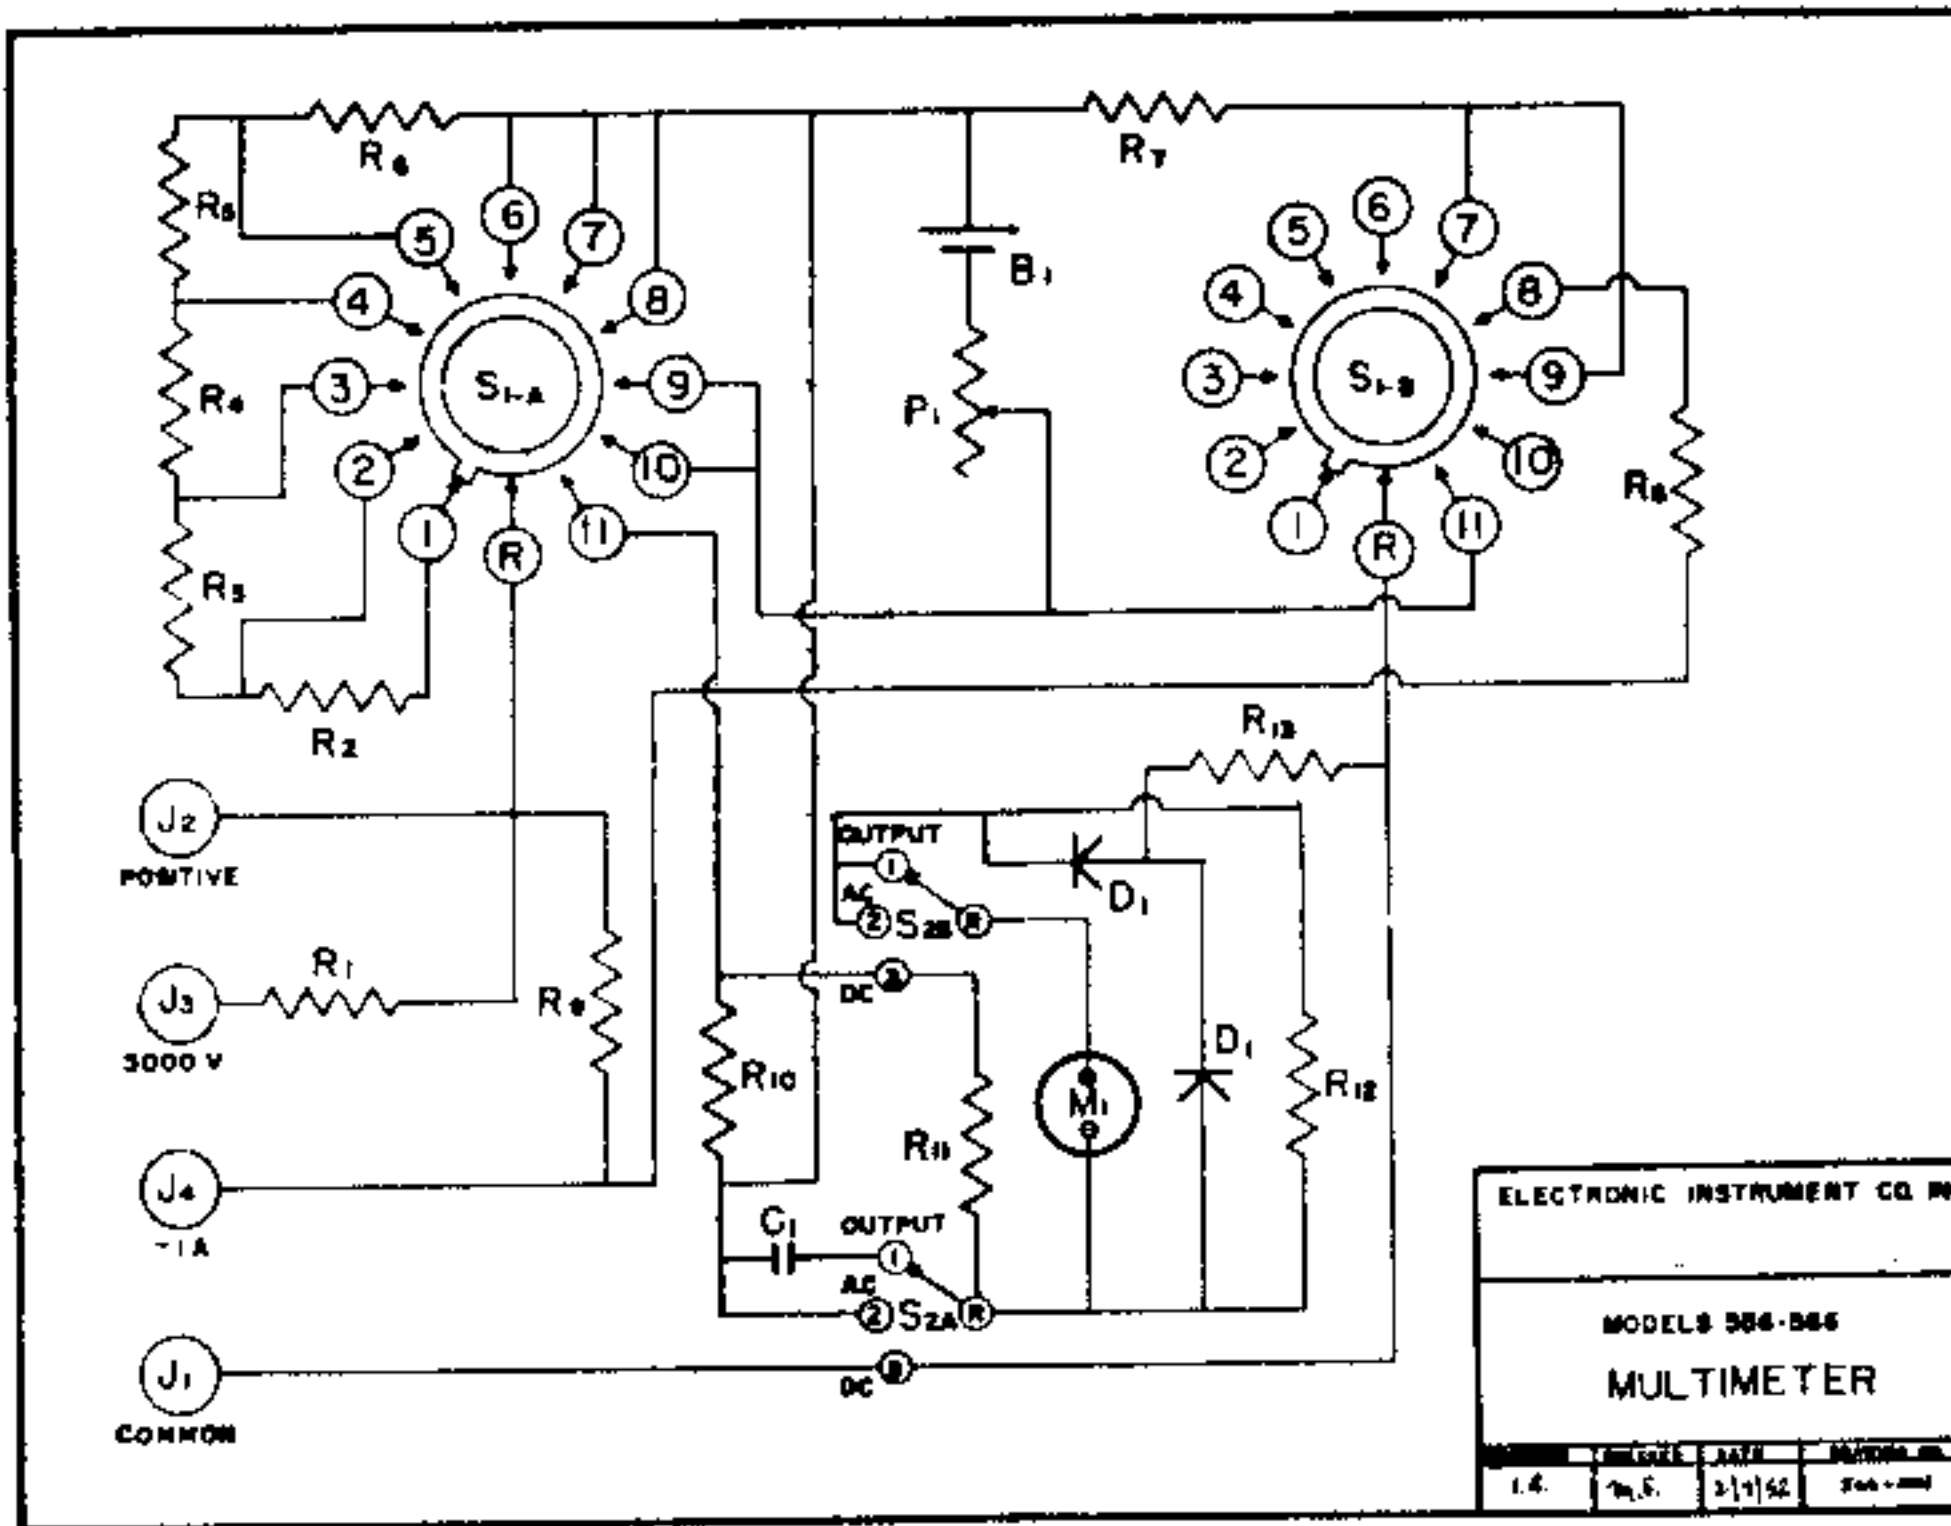 R6
R7
R5
5
6
7
4
8
3
S1-A
9
2
10
1
R
11
B1
P1
5
6
7
4
8
3
S1-B
9
2
10
1
R
11
R4
R8
R3
R2
R13
J2
POSITIVE
OUTPUT
1
AC
2
S2B
R
D1
R1
J3
R9
DC
3
D1
R10
M1
R12
R11
J4
C1
OUTPUT
1
AC
2
S2A
R
J1
DC
3
COMMON
ELECTRONIC INSTRUMENT CO.
MODELS
MULTIMETER